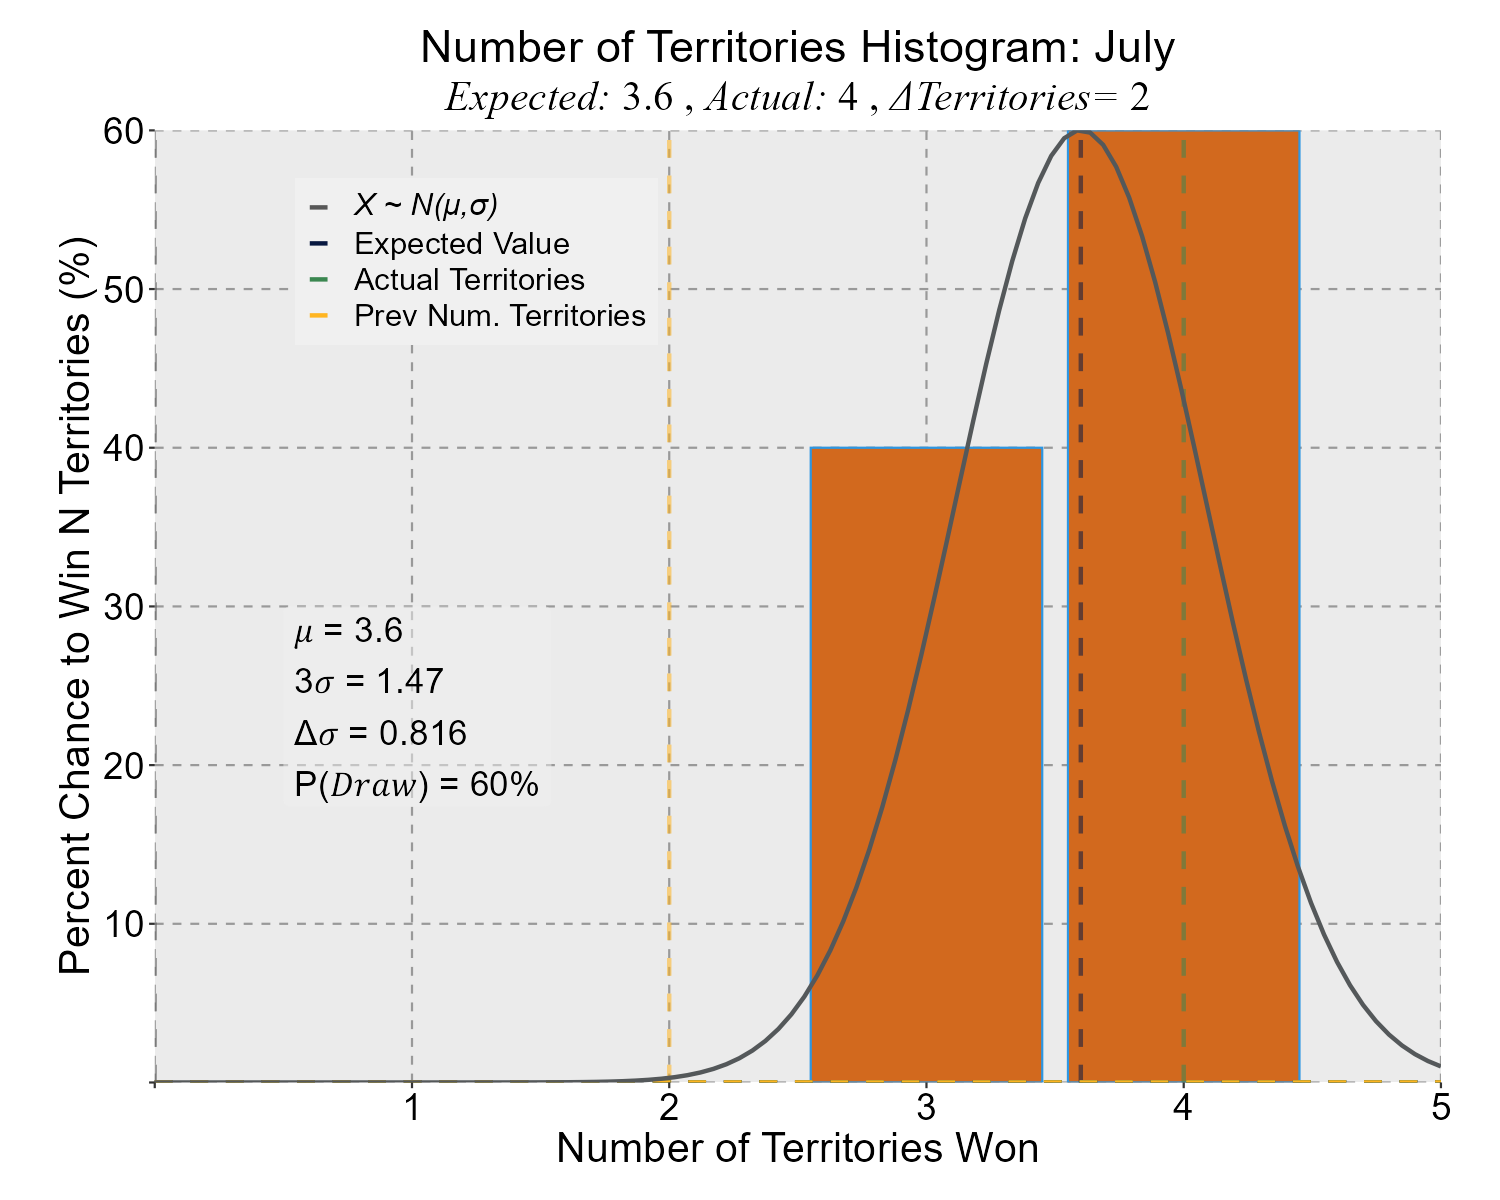 Number of Territories Histogram: July
Expected: 3.6 , Actual: 4 , ΔTerritories= 2
Percent Chance to Win N Territories (%)
60
50
40
30
20
10
X ~ N(μ,σ)
Expected Value
Actual Territories
Prev Num. Territories
μ = 3.6
3σ = 1.47
Δσ = 0.816
P(Draw) = 60%
1 2 3 4 5
Number of Territories Won